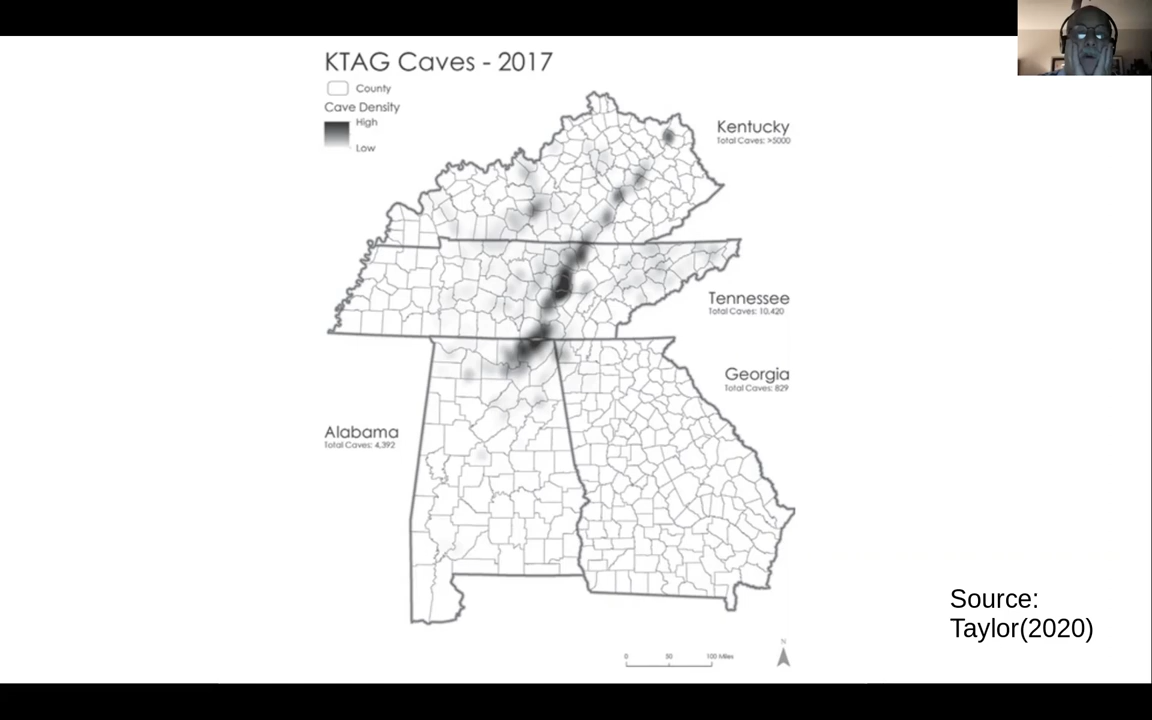 KTAG Caves - 2017
County
Cave Density
High
Low
Kentucky
Total Caves: >5000
Tennessee
Total Caves: 10,420
Georgia
Total Caves: 829
Alabama
Total Caves: 4,392
Source:
Taylor(2020)
N
0 50 100 Miles